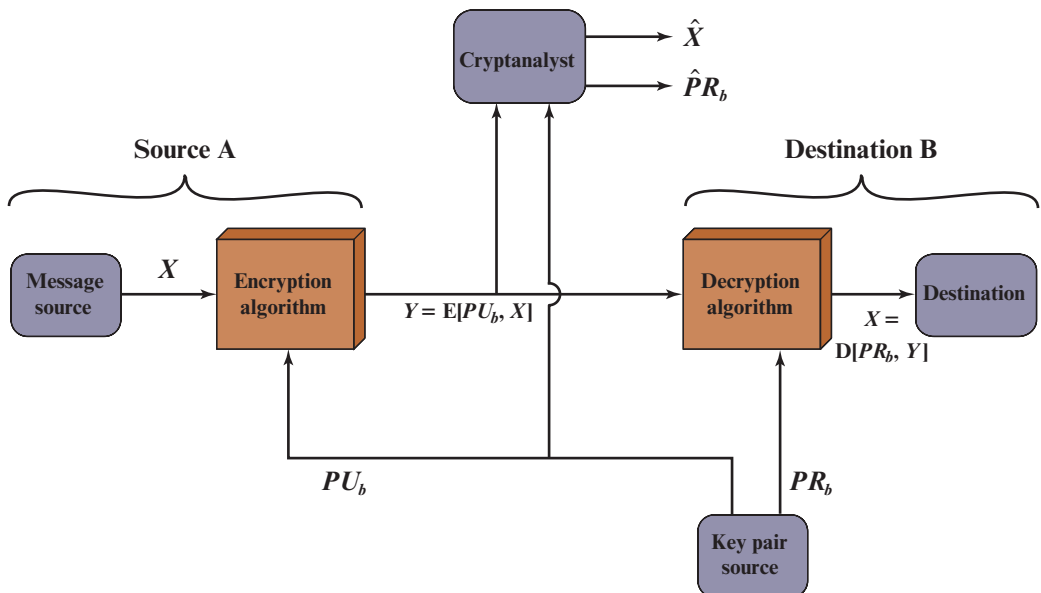 X̂
Cryptanalyst
P̂R_b
Source A
Destination B
Message
source
X
Encryption
algorithm
Y = E[PU_b, X]
Decryption
algorithm
X =
D[PR_b, Y]
Destination
PU_b
PR_b
Key pair
source